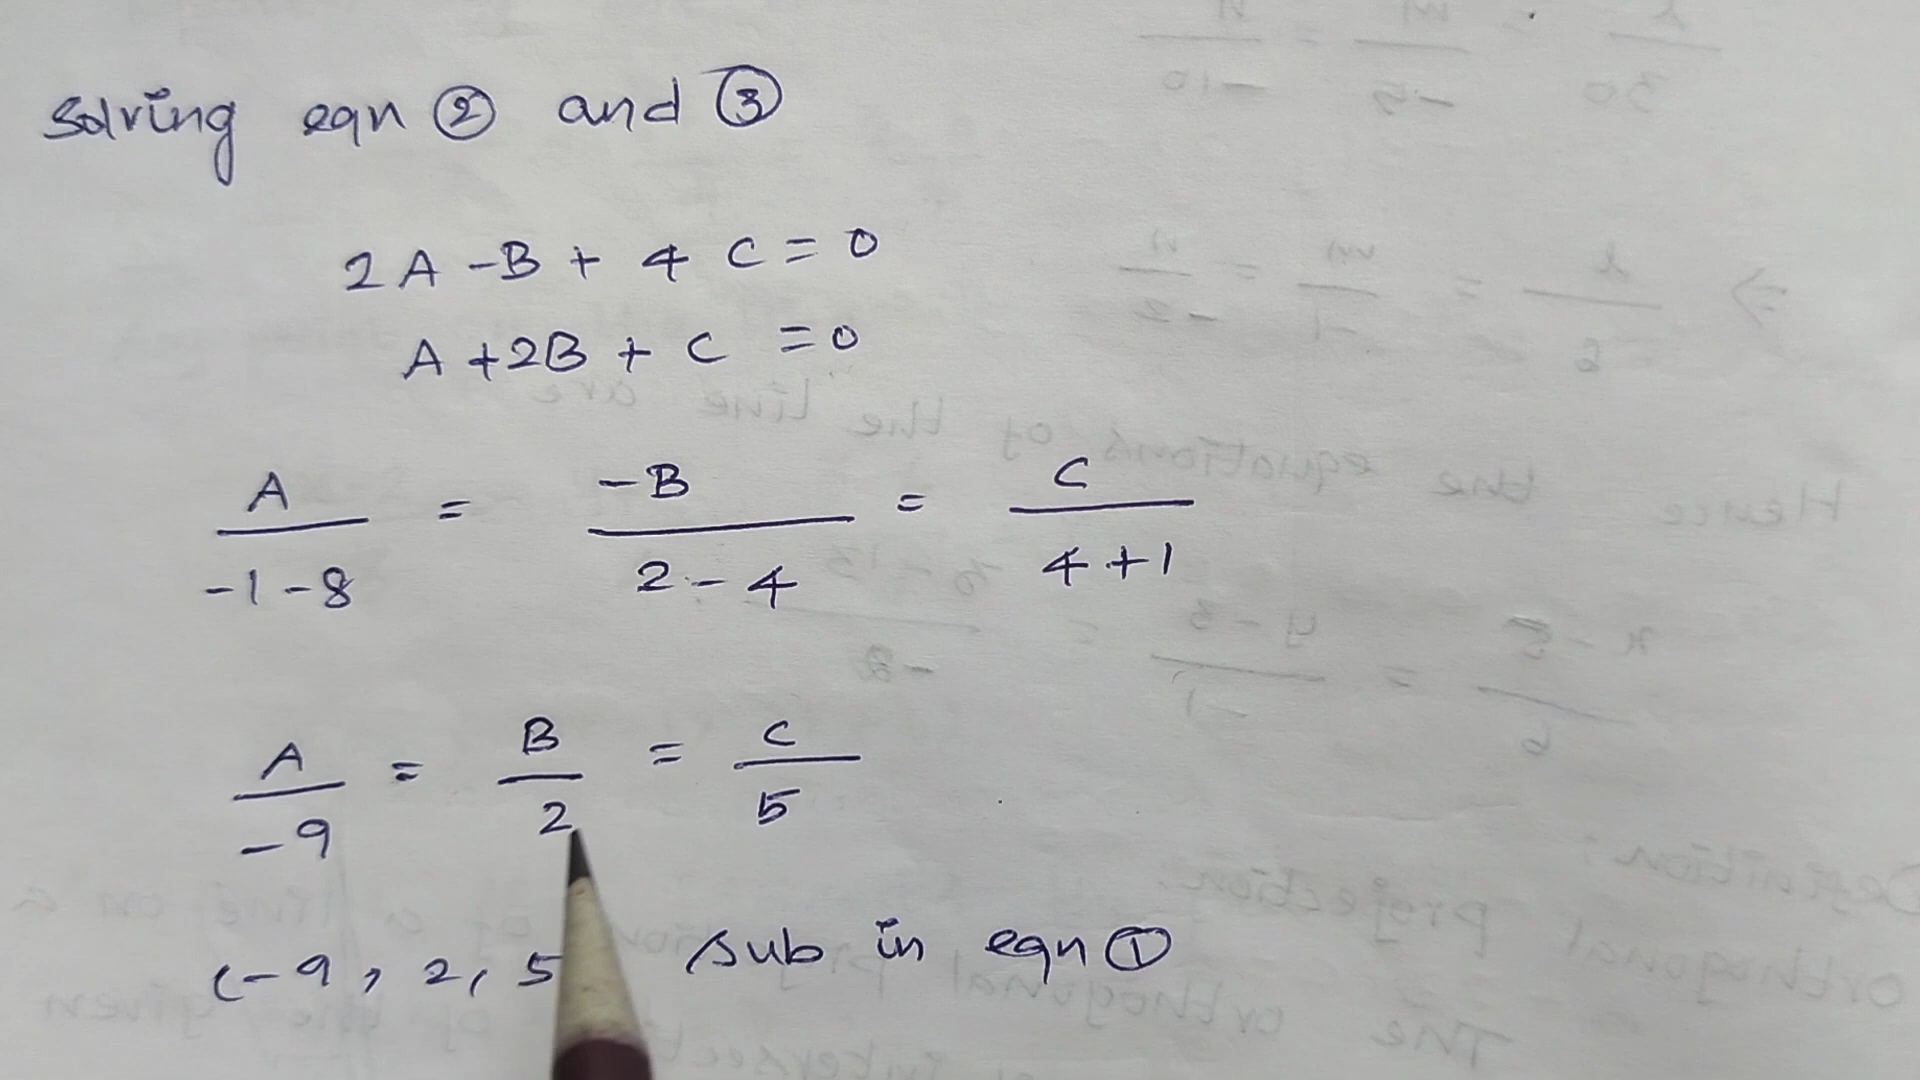 Solving eqn ② and ③
2A - B + 4C = 0
A + 2B + C = 0
A/-1-8 = -B/2-4 = C/4+1
A/-9 = B/2 = C/5
(-9, 2, 5 sub in eqn ①